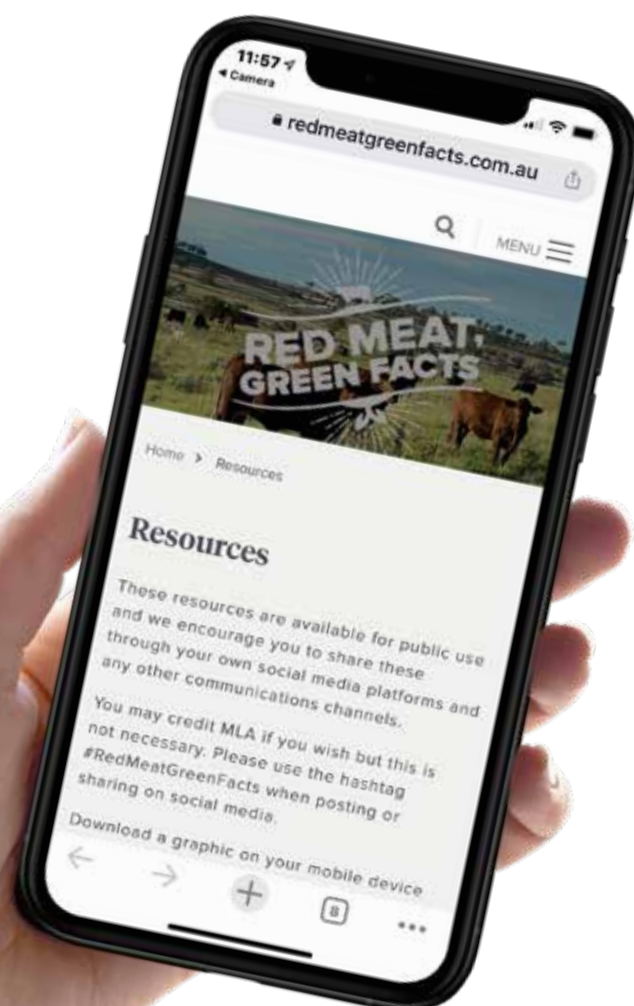 11:57
Camera
redmeatgreenfacts.com.au
MENU
RED MEAT,
GREEN FACTS
Home > Resources
Resources
These resources are available for public use
and we encourage you to share these
through your own social media platforms and
any other communications channels.
You may credit MLA if you wish but this is
not necessary. Please use the hashtag
#RedMeatGreenFacts when posting or
sharing on social media.
Download a graphic on your mobile device
8